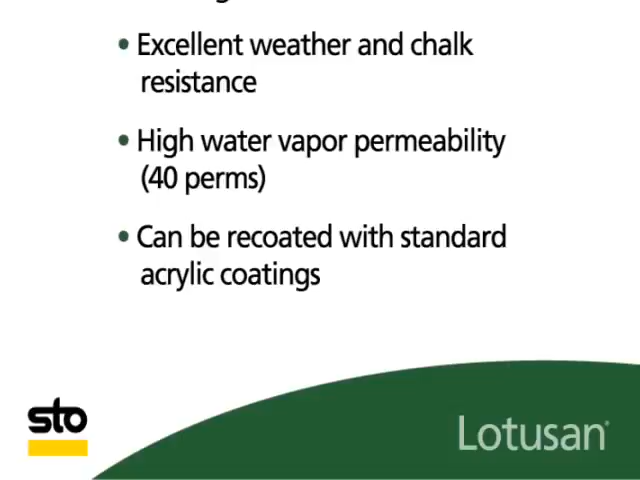 • Excellent weather and chalk
resistance
• High water vapor permeability
(40 perms)
• Can be recoated with standard
acrylic coatings
sto
Lotusan®